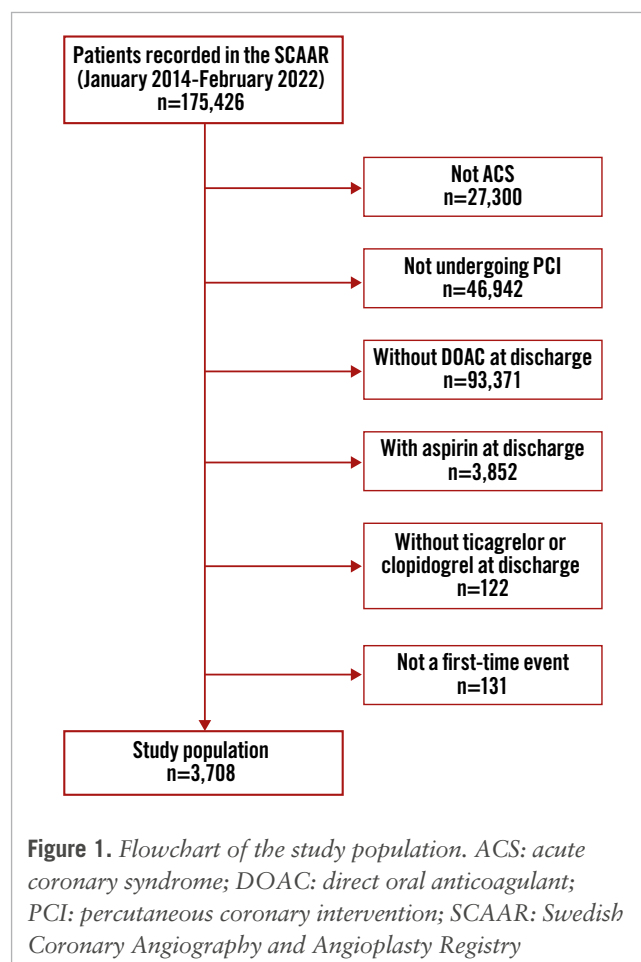 Patients recorded in the SCAAR
(January 2014-February 2022)
n=175,426
Not ACS
n=27,300
Not undergoing PCI
n=46,942
Without DOAC at discharge
n=93,371
With aspirin at discharge
n=3,852
Without ticagrelor or
clopidogrel at discharge
n=122
Not a first-time event
n=131
Study population
n=3,708
Figure 1. Flowchart of the study population. ACS: acute
coronary syndrome; DOAC: direct oral anticoagulant;
PCI: percutaneous coronary intervention; SCAAR: Swedish
Coronary Angiography and Angioplasty Registry